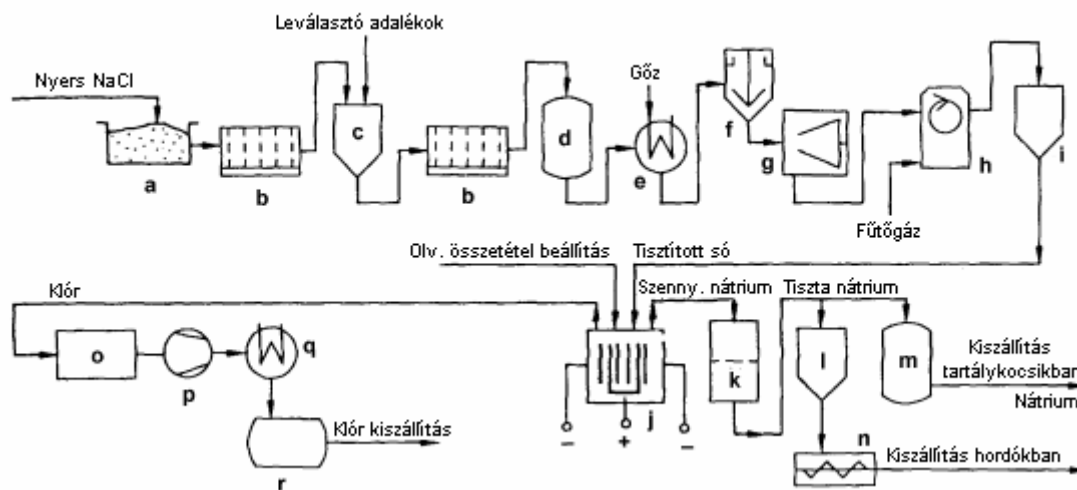 Leválasztó adalékok
Nyers NaCl
Gőz
a
b
c
b
d
e
f
g
h
i
Fűtőgáz
Olv. összetétel beállítás
Tisztított só
Klór
Szenny. nátrium
Tiszta nátrium
o
p
q
r
Klór kiszállítás
j
k
l
m
n
− + −
Kiszállítás
tartálykocsikban
Nátrium
Kiszállítás hordókban